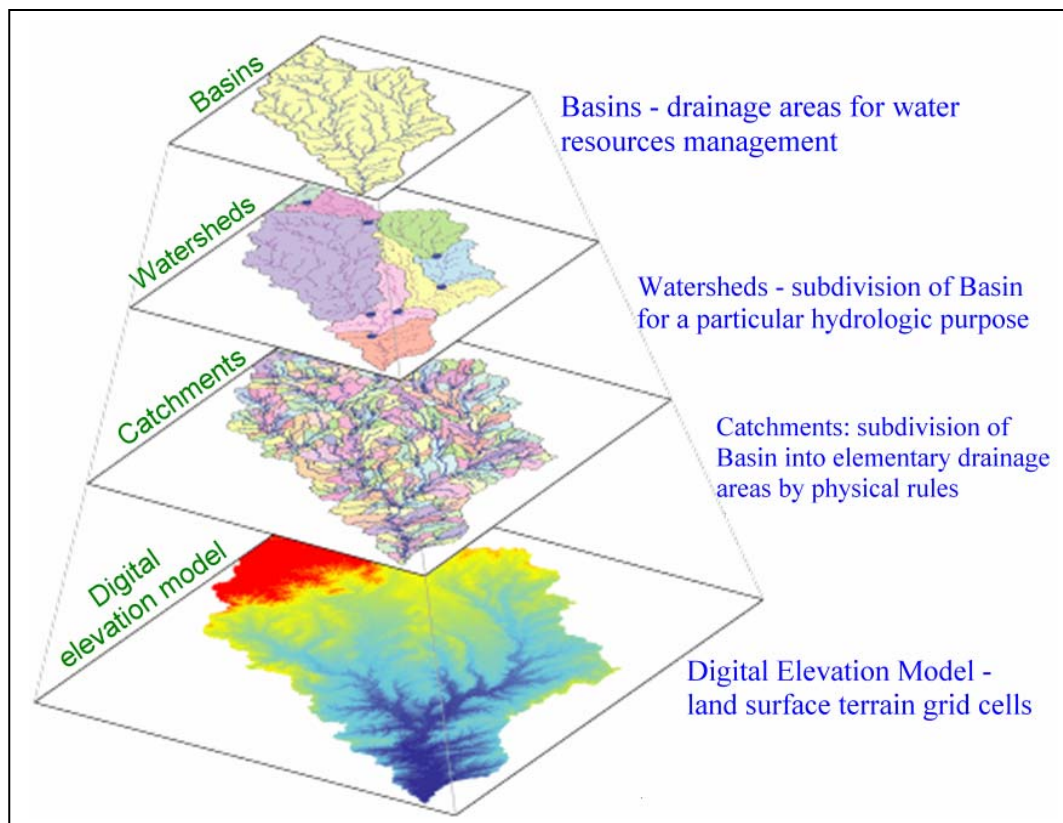 Basins
Basins - drainage areas for water
resources management
Watersheds
Watersheds - subdivision of Basin
for a particular hydrologic purpose
Catchments
Catchments: subdivision of
Basin into elementary drainage
areas by physical rules
Digital
elevation model
Digital Elevation Model -
land surface terrain grid cells